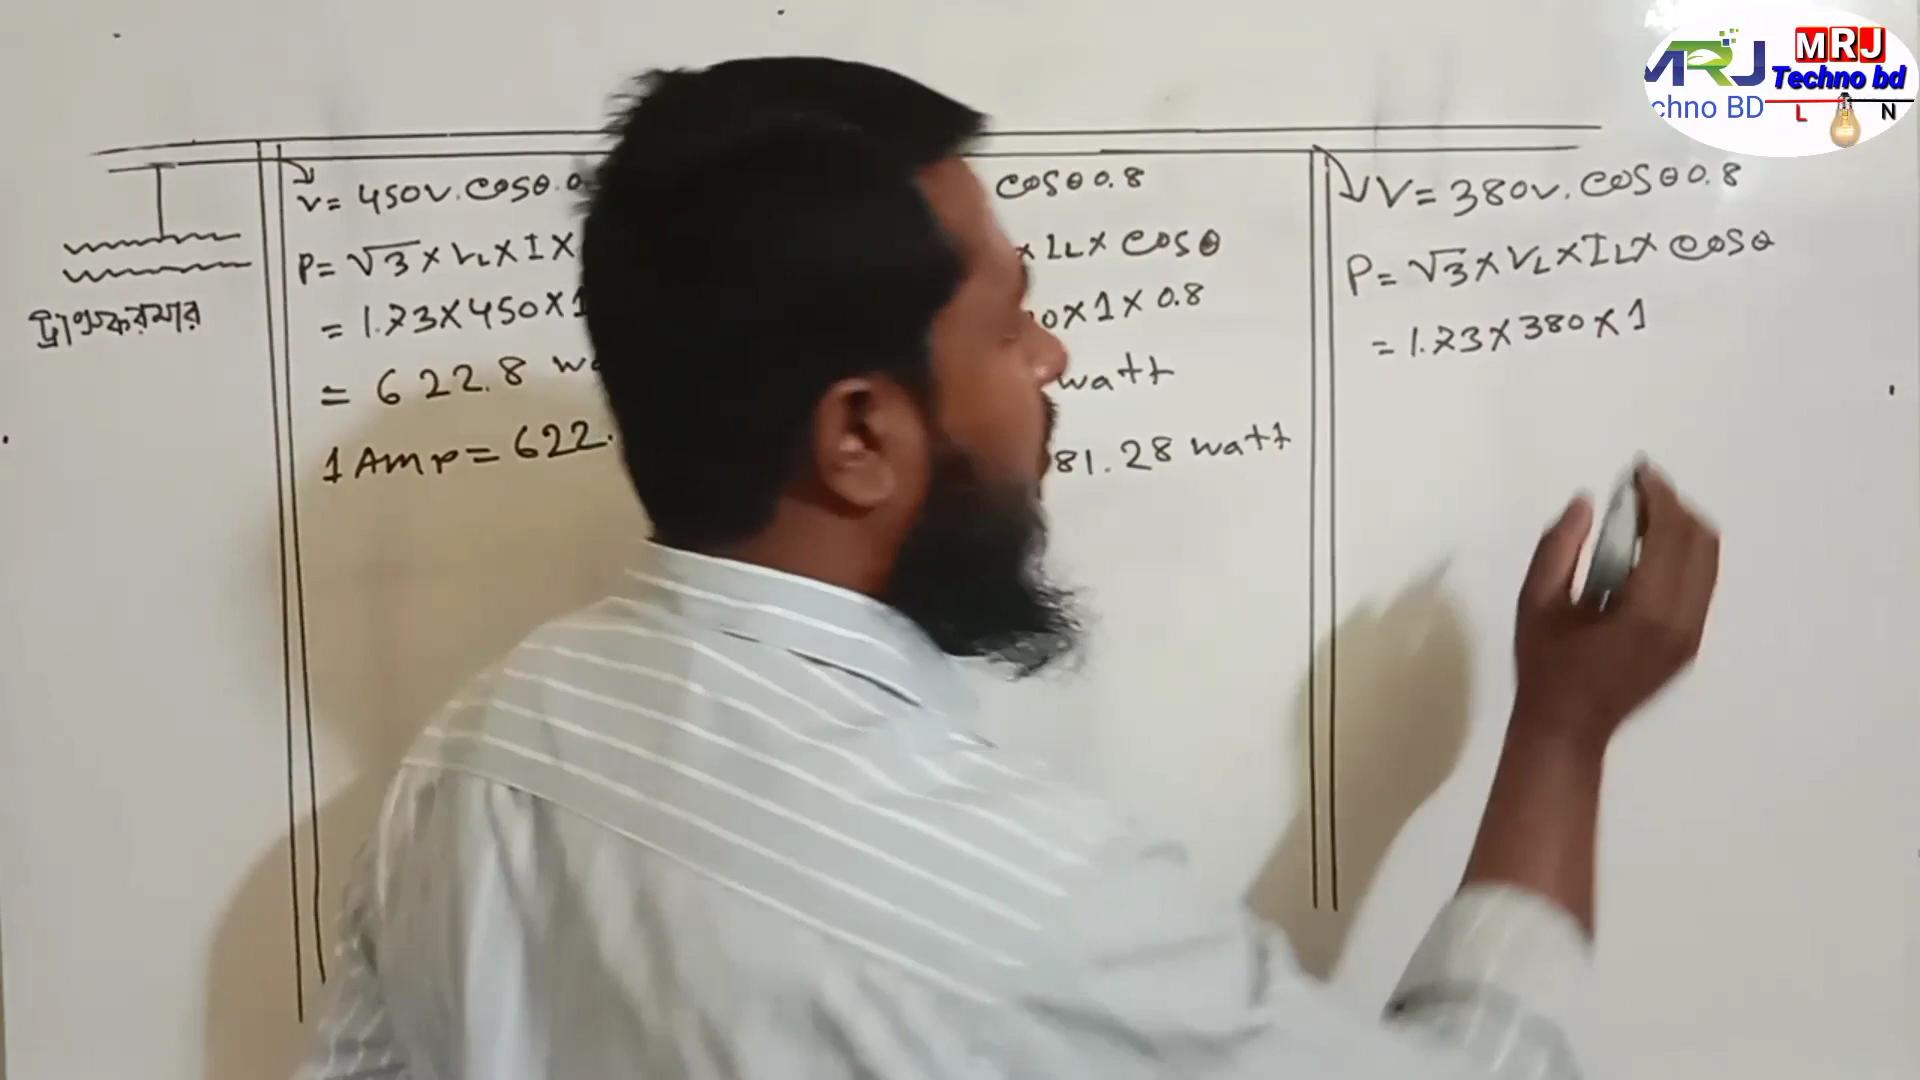 MRJ
Techno bd
chno BD
L
N
ট্রান্সফরমার
V= 450V. cosθ 0.
P= √3 × VL × I ×
= 1.73 × 450 × 1
= 622.8
1 Amp = 622.
cosθ 0.8
× IL × cosθ
0 × 1 × 0.8
watt
81.28 watt
V= 380V. cosθ 0.8
P= √3 × VL × IL × cosθ
= 1.73 × 380 × 1